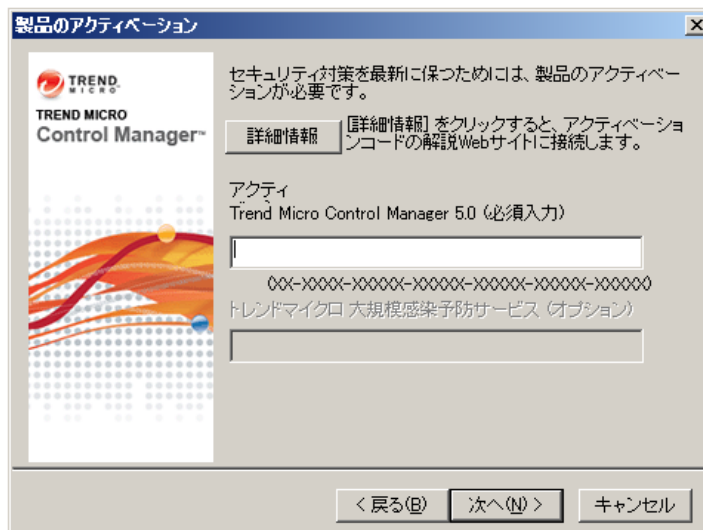 製品のアクティベーション
TREND
MICRO
TREND MICRO
Control Manager™
セキュリティ対策を最新に保つためには、製品のアクティベー
ションが必要です。
詳細情報
[詳細情報] をクリックすると、アクティベーショ
ンコードの解説Webサイトに接続します。
アクティ
Trend Micro Control Manager 5.0 (必須入力)
(XX-XXXX-XXXXX-XXXXX-XXXXX-XXXXX-XXXXX)
トレンドマイクロ 大規模感染予防サービス (オプション)
< 戻る(B)
次へ(N) >
キャンセル